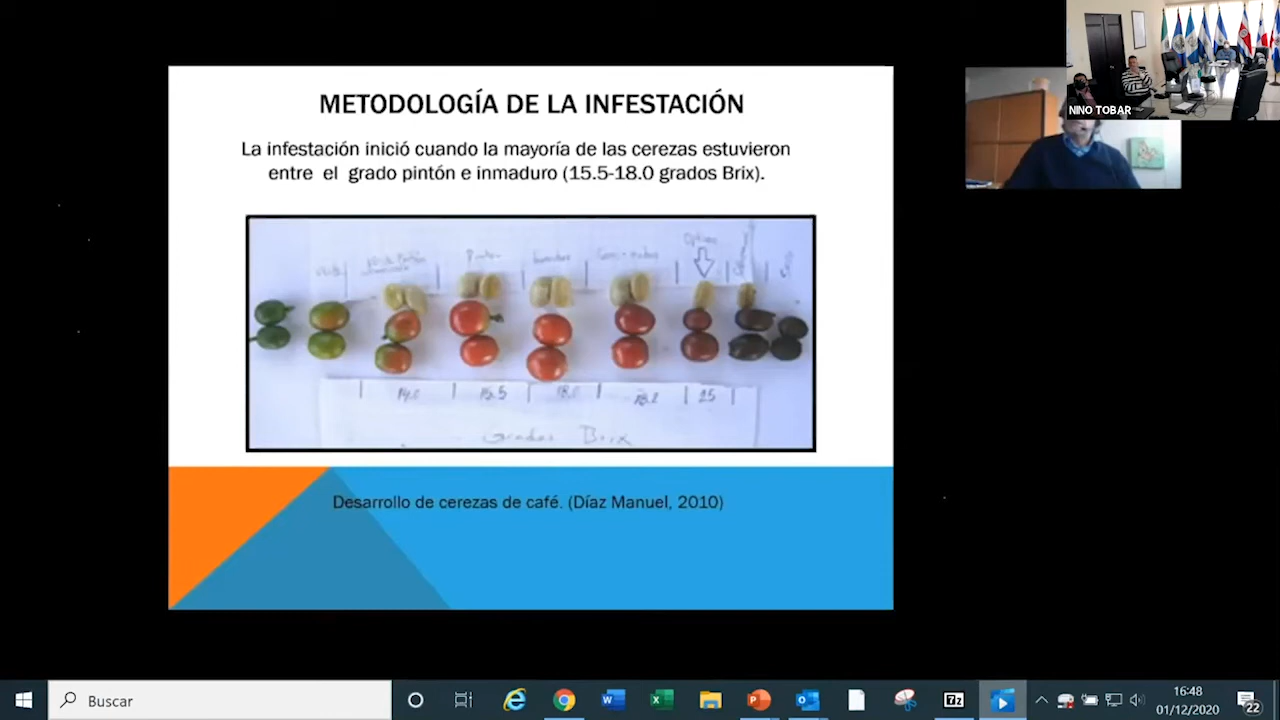 NINO TOBAR
METODOLOGÍA DE LA INFESTACIÓN
La infestación inició cuando la mayoría de las cerezas estuvieron
entre el grado pintón e inmaduro (15.5-18.0 grados Brix).
Pinton
14.0 15.5 18.0 25
Grados Brix
Desarrollo de cerezas de café. (Díaz Manuel, 2010)
Buscar
16:48
01/12/2020
22